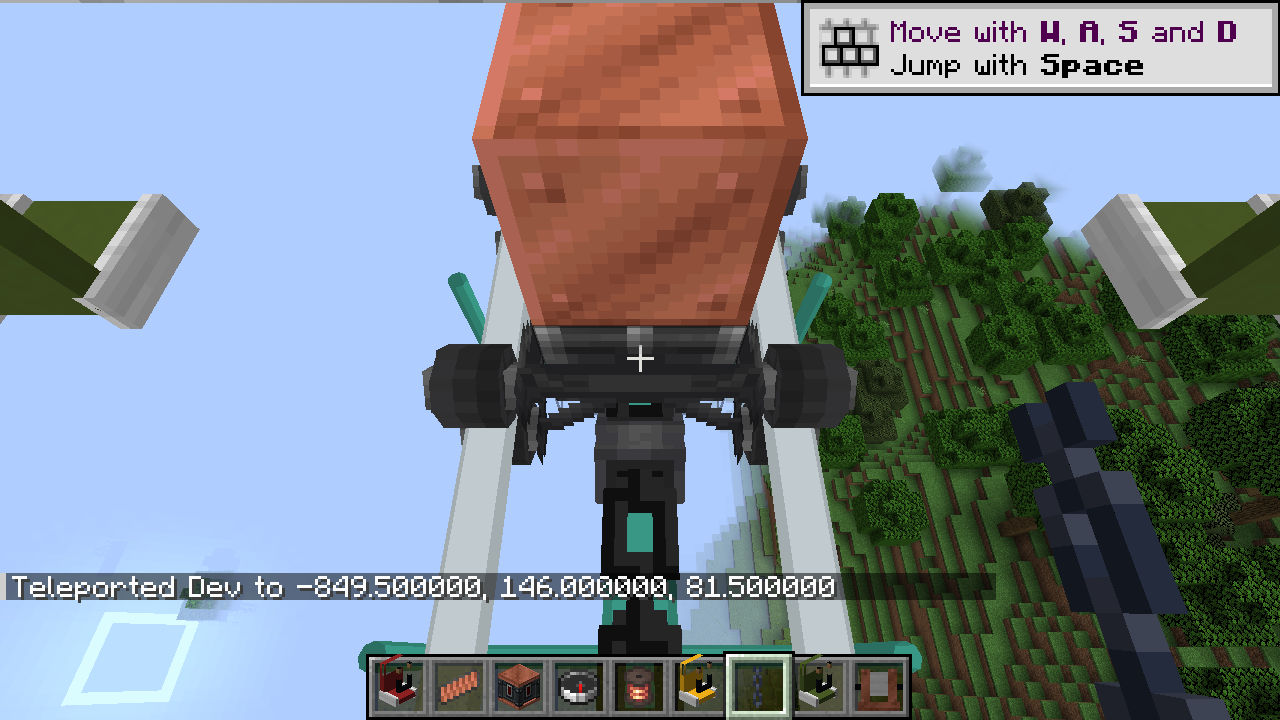 Move with W, A, S and D
Jump with Space
Teleported Dev to -849.500000, 146.000000, 81.500000